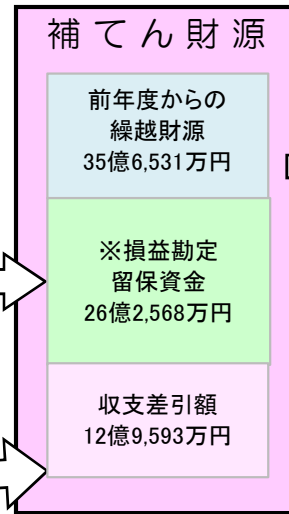 補てん財源
前年度からの
繰越財源
35億6,531万円
※損益勘定
留保資金
26億2,568万円
収支差引額
12億9,593万円